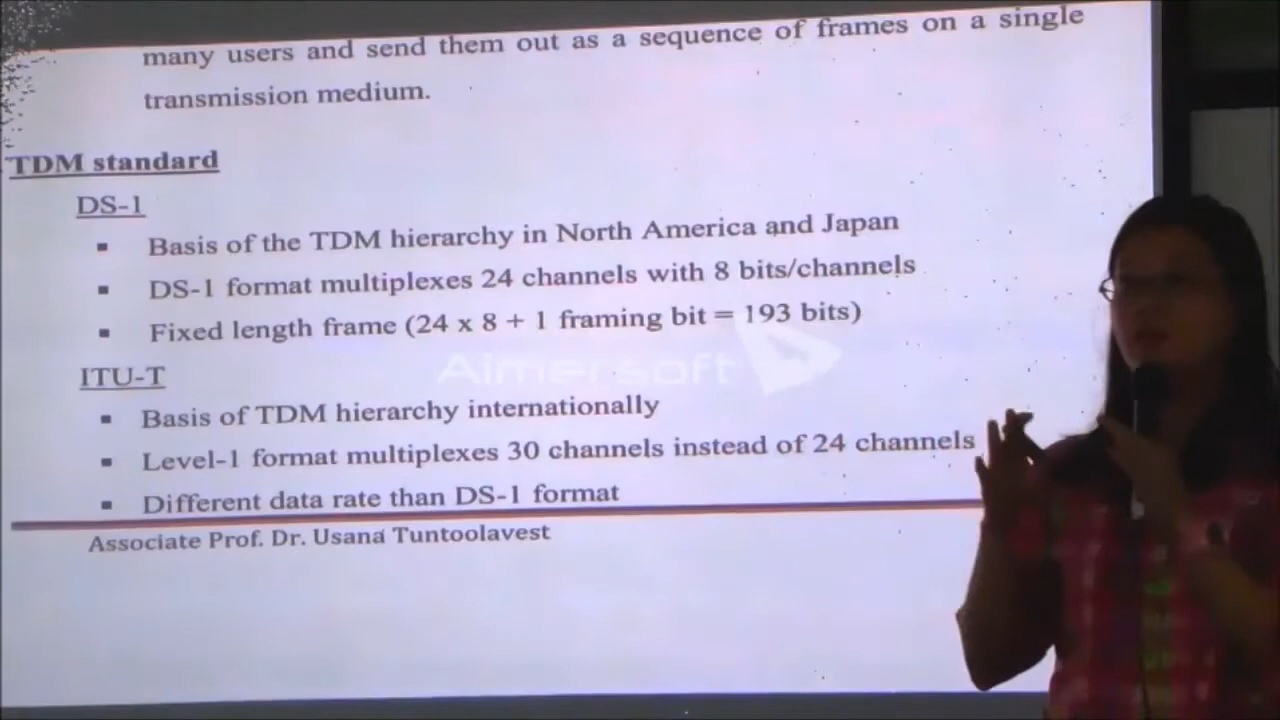 many users and send them out as a sequence of frames on a single
transmission medium.
TDM standard
DS-1
▪ Basis of the TDM hierarchy in North America and Japan
▪ DS-1 format multiplexes 24 channels with 8 bits/channels
▪ Fixed length frame (24 x 8 + 1 framing bit = 193 bits)
Aimersoft
ITU-T
▪ Basis of TDM hierarchy internationally
▪ Level-1 format multiplexes 30 channels instead of 24 channels
▪ Different data rate than DS-1 format
Associate Prof. Dr. Usana Tuntoolavest